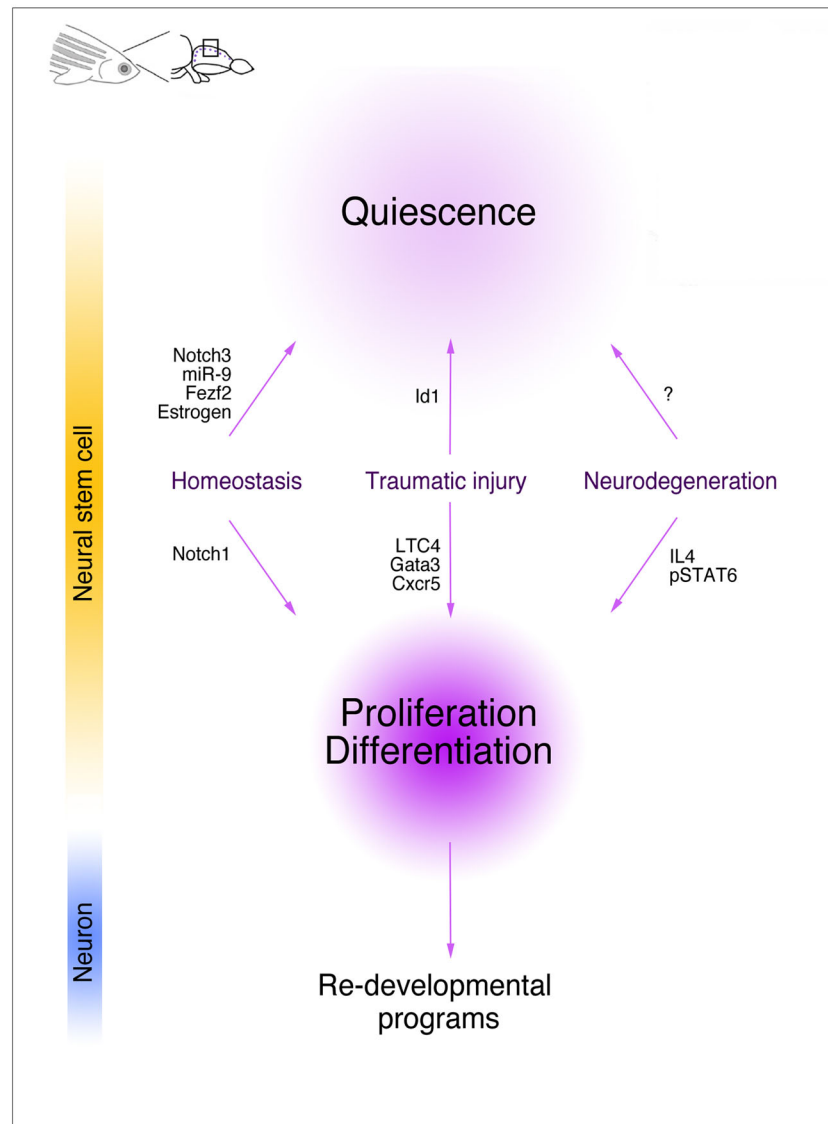 Quiescence
Notch3
miR-9
Fezf2
Estrogen
Id1
?
Homeostasis
Traumatic injury
Neurodegeneration
Notch1
LTC4
Gata3
Cxcr5
IL4
pSTAT6
Proliferation
Differentiation
Re-developmental
programs
Neural stem cell
Neuron